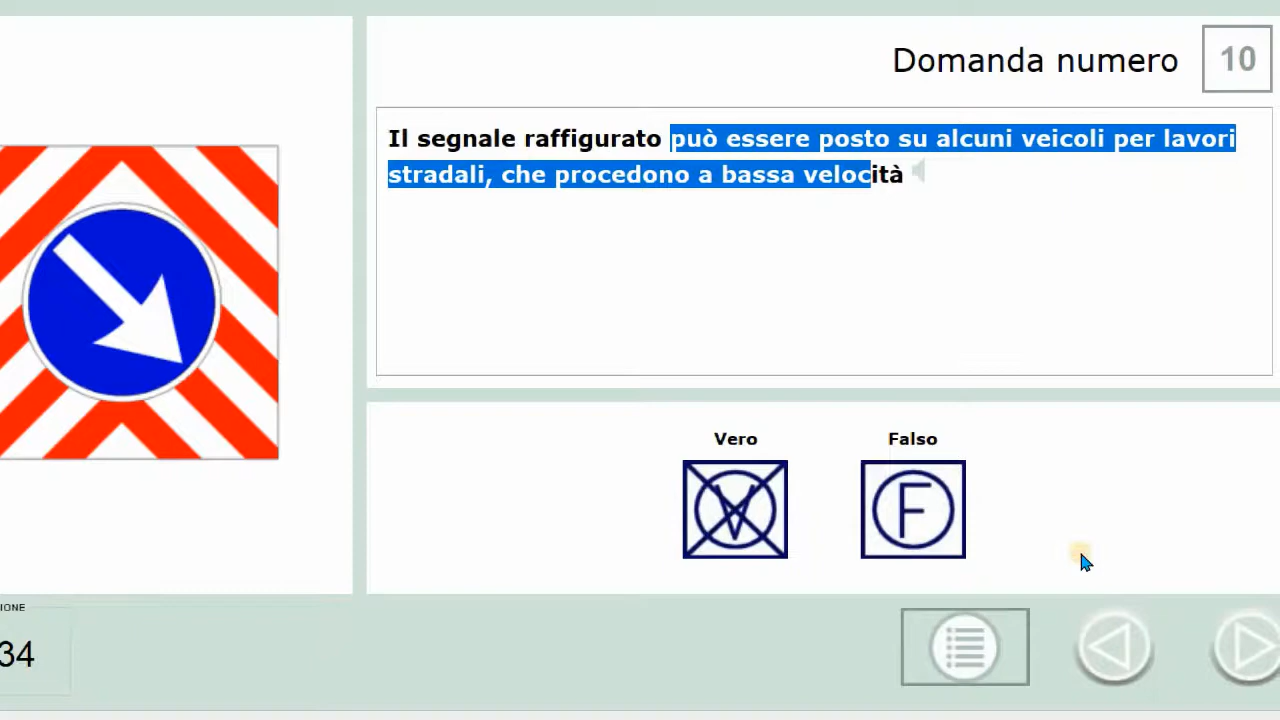 Domanda numero 10
Il segnale raffigurato può essere posto su alcuni veicoli per lavori
stradali, che procedono a bassa velocità
Vero Falso
V F
IONE
34